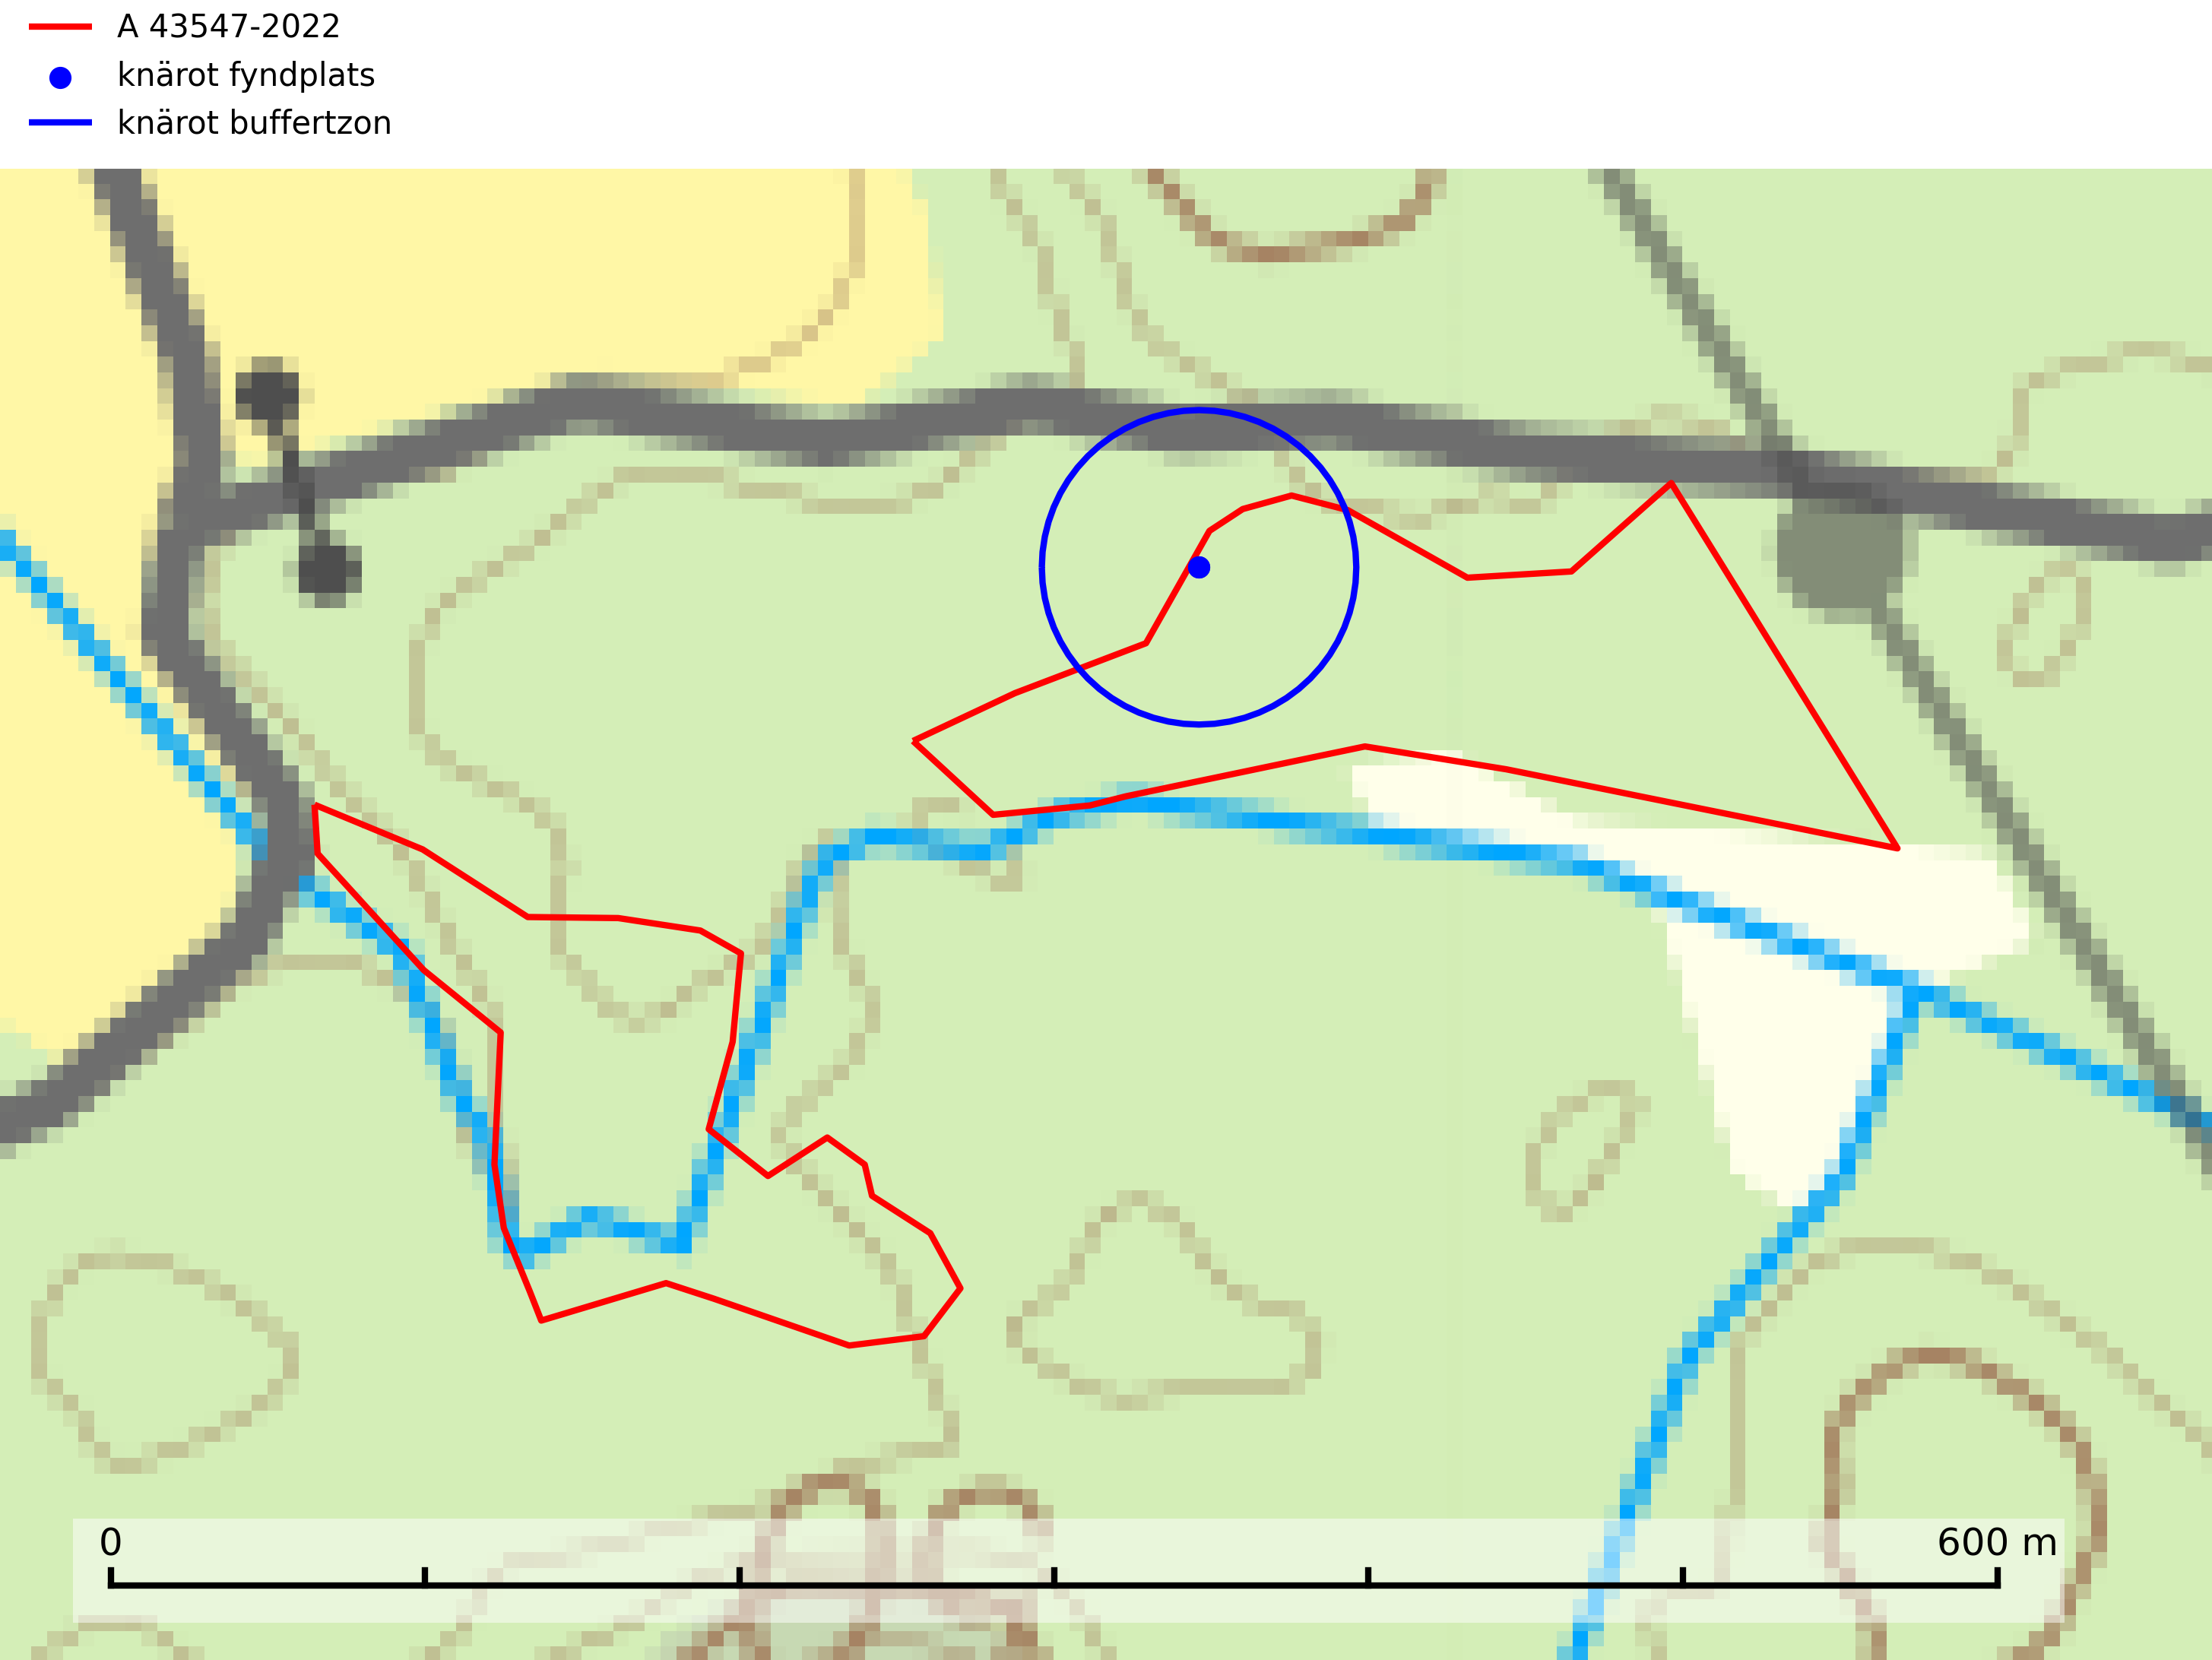 A 43547-2022
knärot fyndplats
knärot buffertzon
0
600 m